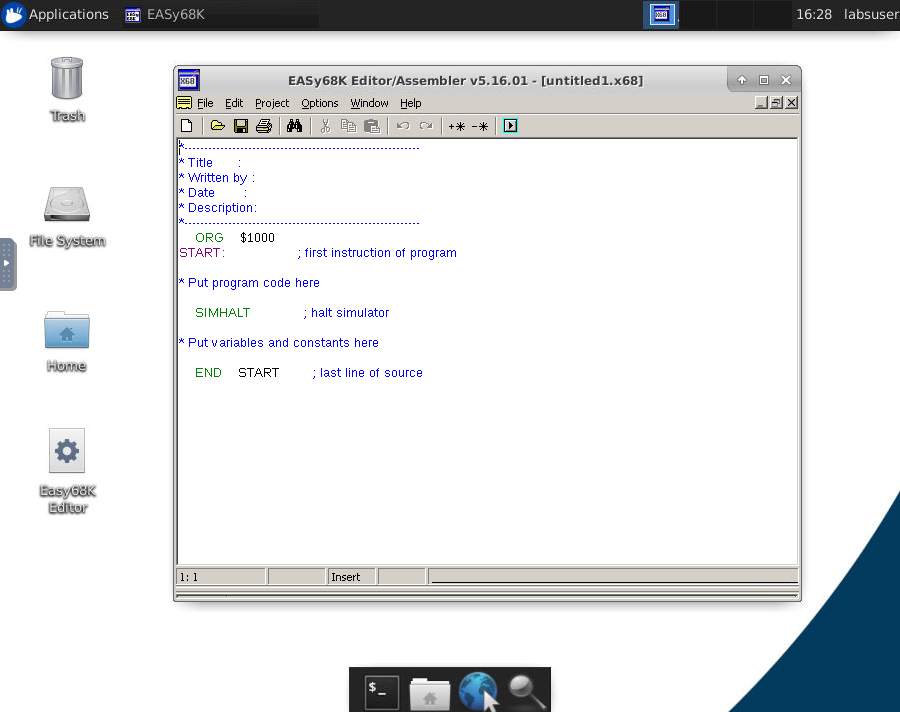 Applications EASy68K 16:28 labsuser
Trash
File System
Home
Easy68K
Editor
X68 EASy68K Editor/Assembler v5.16.01 - [untitled1.x68]
File Edit Project Options Window Help
*-----------------------------------------------------------
* Title :
* Written by :
* Date :
* Description:
*-----------------------------------------------------------
ORG $1000
START: ; first instruction of program
* Put program code here
SIMHALT ; halt simulator
* Put variables and constants here
END START ; last line of source
1: 1 Insert
$_